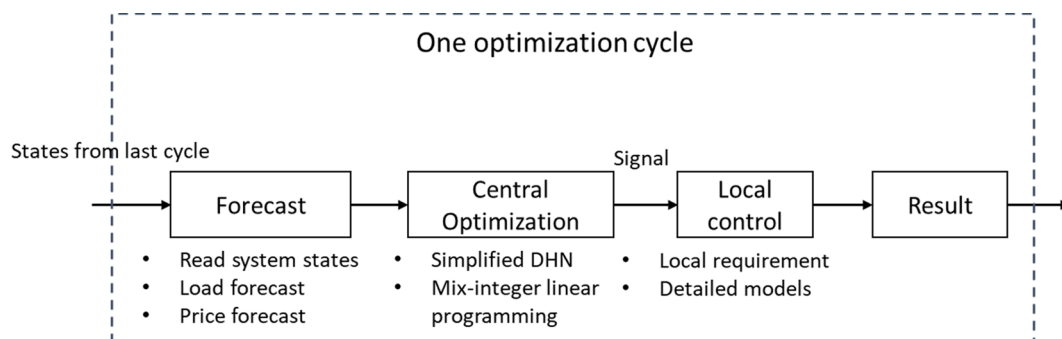 One optimization cycle
States from last cycle
Signal
Forecast
Central
Optimization
Local
control
Result
• Read system states
• Load forecast
• Price forecast
• Simplified DHN
• Mix-integer linear
programming
• Local requirement
• Detailed models